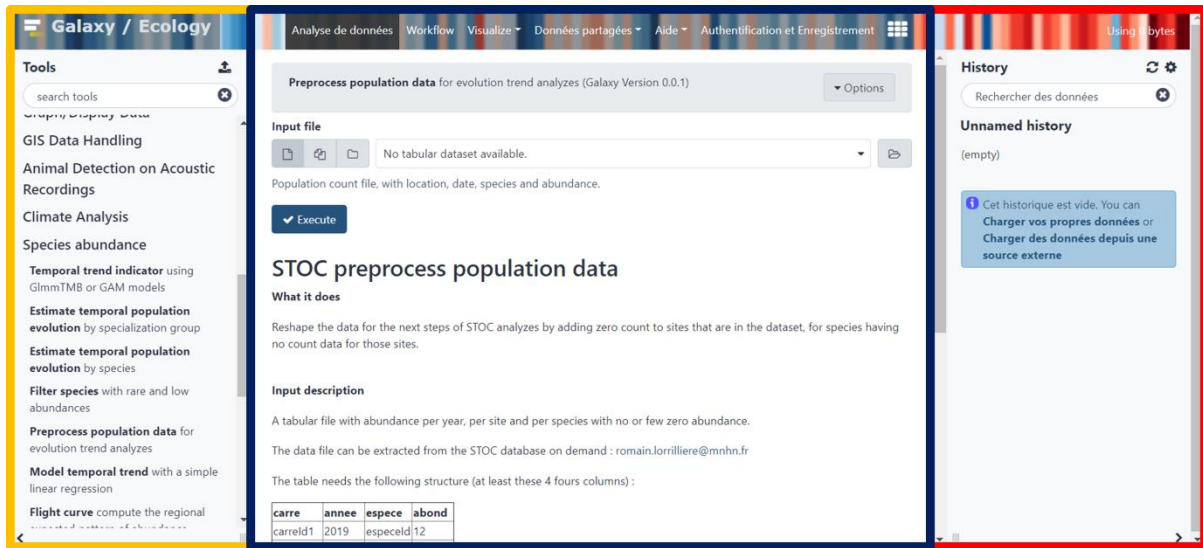 Galaxy / Ecology
Tools
search tools
Graph/Display Data
GIS Data Handling
Animal Detection on Acoustic
Recordings
Climate Analysis
Species abundance
Temporal trend indicator using
GlmmTMB or GAM models
Estimate temporal population
evolution by specialization group
Estimate temporal population
evolution by species
Filter species with rare and low
abundances
Preprocess population data for
evolution trend analyzes
Model temporal trend with a simple
linear regression
Flight curve compute the regional
expected pattern of abundance
Analyse de données Workflow Visualize Données partagées Aide Authentification et Enregistrement
Preprocess population data for evolution trend analyzes (Galaxy Version 0.0.1)
Options
Input file
No tabular dataset available.
Population count file, with location, date, species and abundance.
Execute
STOC preprocess population data
What it does
Reshape the data for the next steps of STOC analyzes by adding zero count to sites that are in the dataset, for species having
no count data for those sites.
Input description
A tabular file with abundance per year, per site and per species with no or few zero abundance.
The data file can be extracted from the STOC database on demand : romain.lorrilliere@mnhn.fr
The table needs the following structure (at least these 4 fours columns) :
carre annee espece abond
carreId1 2019 especeId 12
Using bytes
History
Rechercher des données
Unnamed history
(empty)
Cet historique est vide. You can
Charger vos propres données or
Charger des données depuis une
source externe